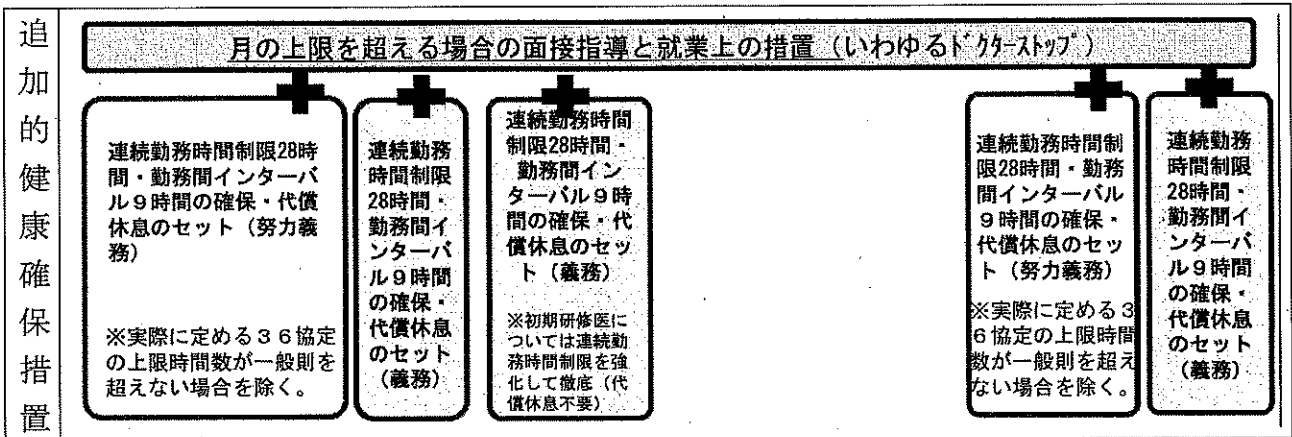 追加的健康確保措置
月の上限を超える場合の面接指導と就業上の措置（いわゆるﾄﾞｸﾀｰｽﾄｯﾌﾟ）
連続勤務時間制限28時
間・勤務間インターバ
ル９時間の確保・代償
休息のセット（努力義
務）
※実際に定める３６協定
の上限時間数が一般則を
超えない場合を除く。
連続勤務
時間制限
28時間・
勤務間イ
ンターバ
ル９時間
の確保・
代償休息
のセット
（義務）
連続勤務時間
制限28時間・
勤務間イン
ターバル９時
間の確保・代
償休息のセッ
ト（義務）
※初期研修医に
ついては連続勤
務時間制限を強
化して徹底（代
償休息不要）
連続勤務時間制
限28時間・勤務
間インターバル
９時間の確保・
代償休息のセッ
ト（努力義務）
※実際に定める３
６協定の上限時間
数が一般則を超え
ない場合を除く。
連続勤務
時間制限
28時間・
勤務間イ
ンターバ
ル９時間
の確保・
代償休息
のセット
（義務）